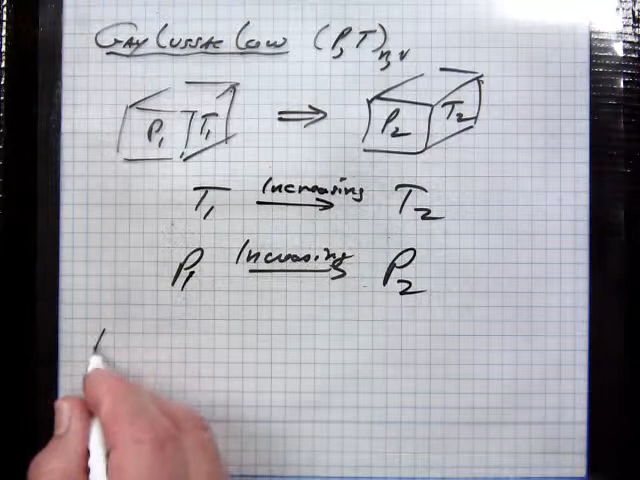 Gay Lussac Law (P, T)n, v
P1 T1 ⇒ P2 T2
T1 Increasing → T2
P1 Increasing → P2